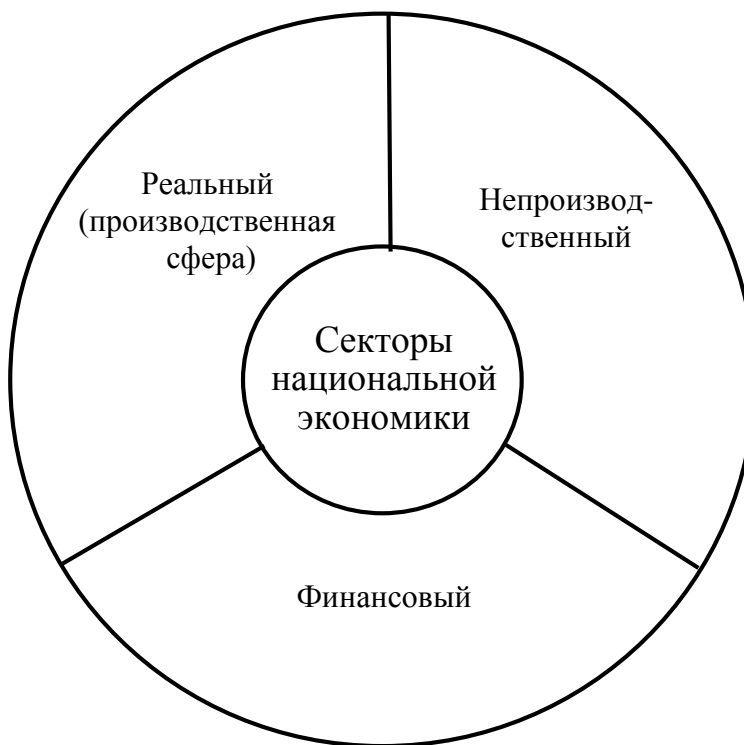 Реальный
(производственная
сфера)
Непроизвод-
ственный
Секторы
национальной
экономики
Финансовый